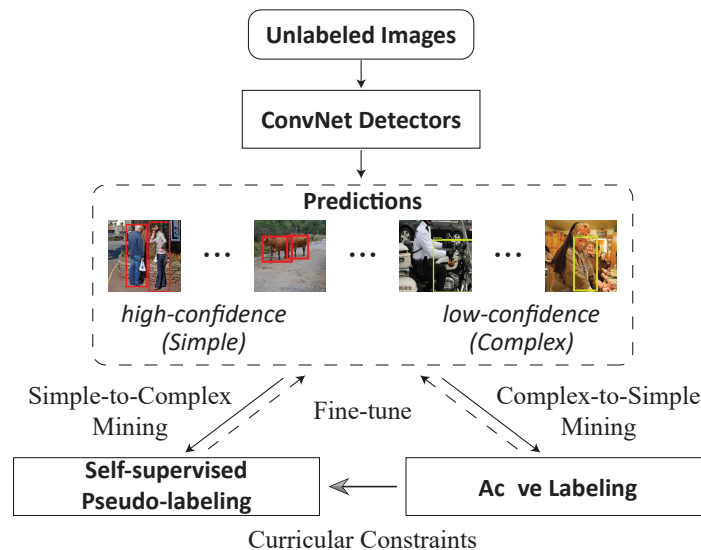 Unlabeled Images
ConvNet Detectors
Predictions
... ... ...
high-confidence
(Simple)
low-confidence
(Complex)
Simple-to-Complex
Mining
Fine-tune
Complex-to-Simple
Mining
Self-supervised
Pseudo-labeling
Ac ve Labeling
Curricular Constraints